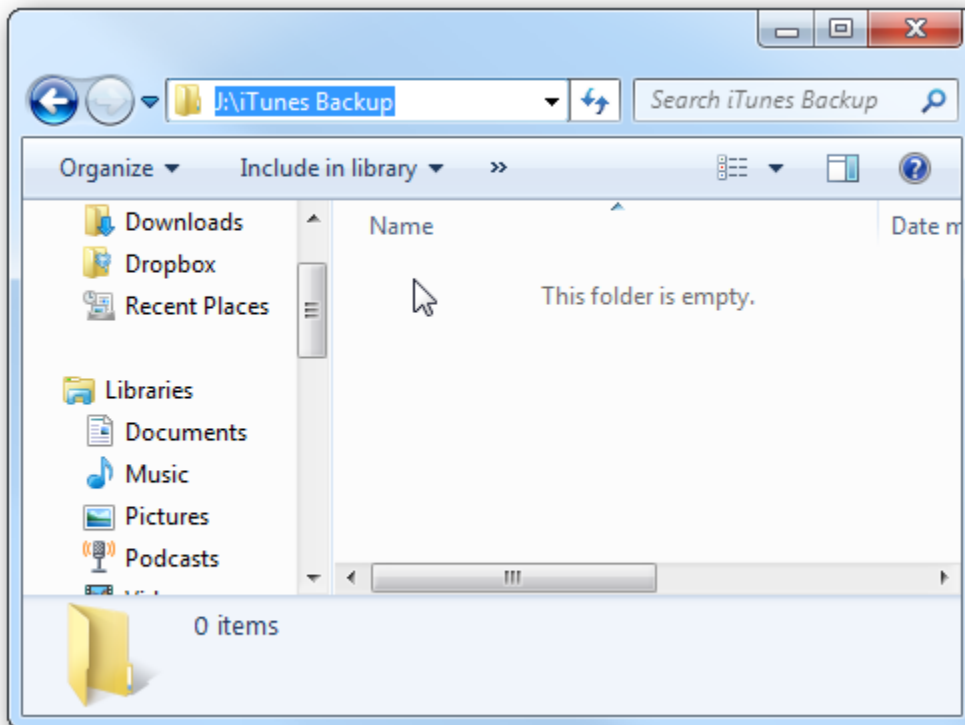 J:\iTunes Backup
Search iTunes Backup
Organize Include in library »
Downloads
Dropbox
Recent Places
Libraries
Documents
Music
Pictures
Podcasts
Name Date m
This folder is empty.
0 items